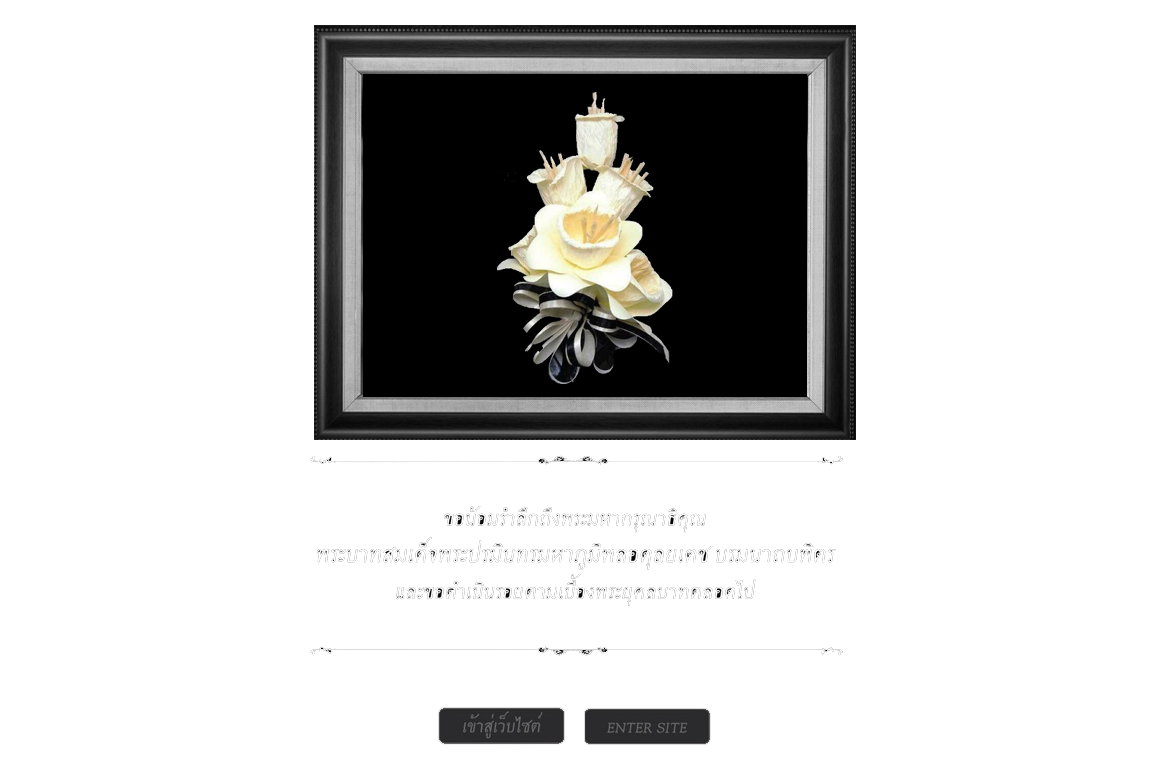 ขอน้อมรำลึกถึงพระมหากรุณาธิคุณ
พระบาทสมเด็จพระปรมินทรมหาภูมิพลอดุลยเดช บรมนาถบพิตร
และขอดำเนินรอยตามเบื้องพระยุคลบาทตลอดไป
เข้าสู่เว็บไซต์
ENTER SITE